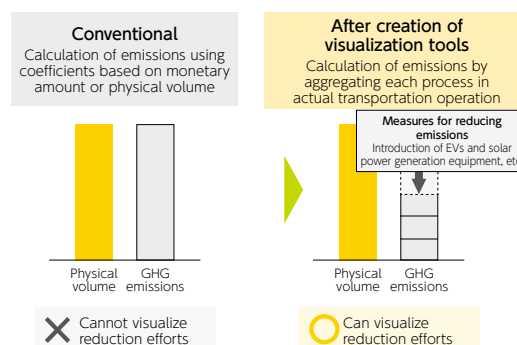 Conventional
Calculation of emissions using
coefficients based on monetary
amount or physical volume
Physical
volume
GHG
emissions
Cannot visualize
reduction efforts
After creation of
visualization tools
Calculation of emissions by
aggregating each process in
actual transportation operation
Measures for reducing
emissions
Introduction of EVs and solar
power generation equipment, etc
Physical
volume
GHG
emissions
Can visualize
reduction efforts